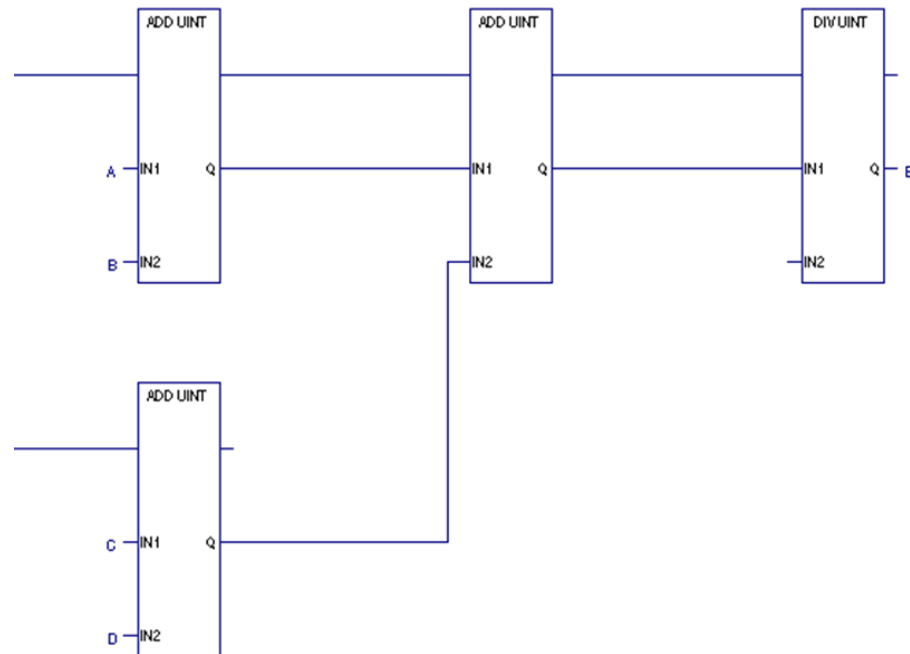 ADD UINT
ADD UINT
DIV UINT
A
IN1
Q
IN1
Q
IN1
Q
B
IN2
IN2
IN2
ADD UINT
C
IN1
Q
D
IN2